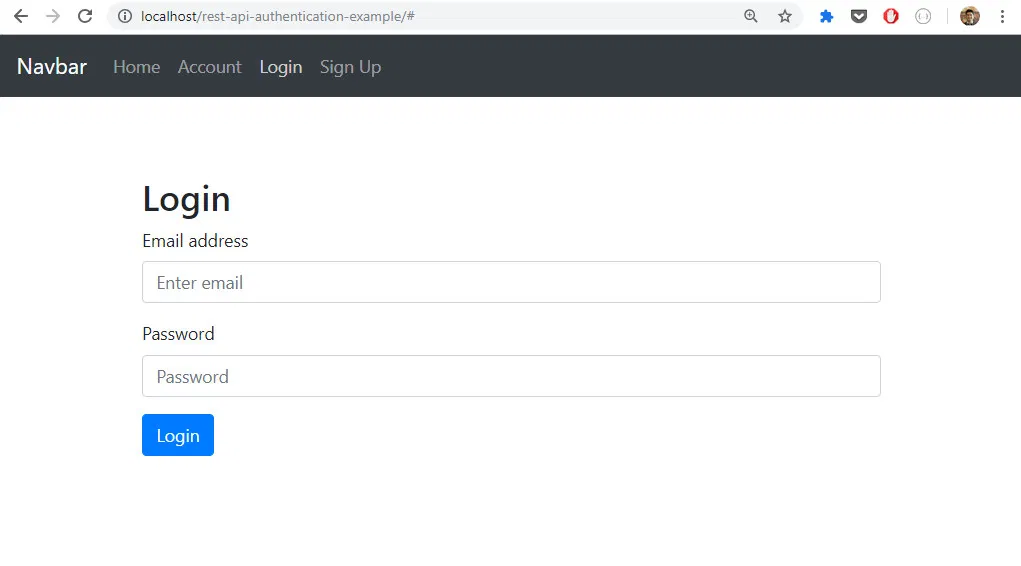 localhost/rest-api-authentication-example/#
Navbar Home Account Login Sign Up
Login
Email address
Enter email
Password
Password
Login